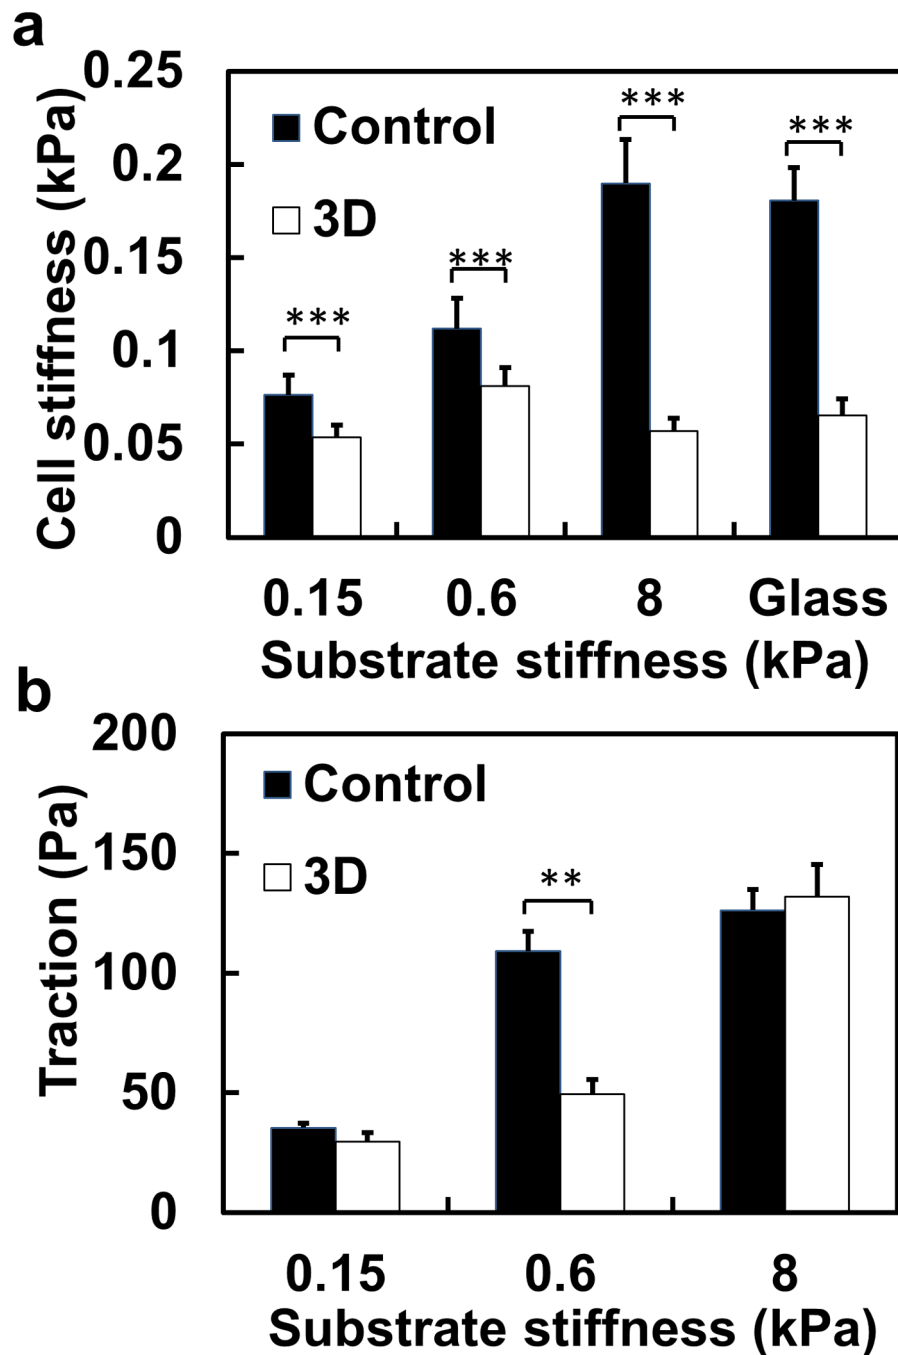 a
Cell stiffness (kPa)
0.25
0.2
0.15
0.1
0.05
0
Control
3D
***
***
***
***
0.15 0.6 8 Glass
Substrate stiffness (kPa)
b
Traction (Pa)
200
150
100
50
0
Control
3D
**
0.15 0.6 8
Substrate stiffness (kPa)